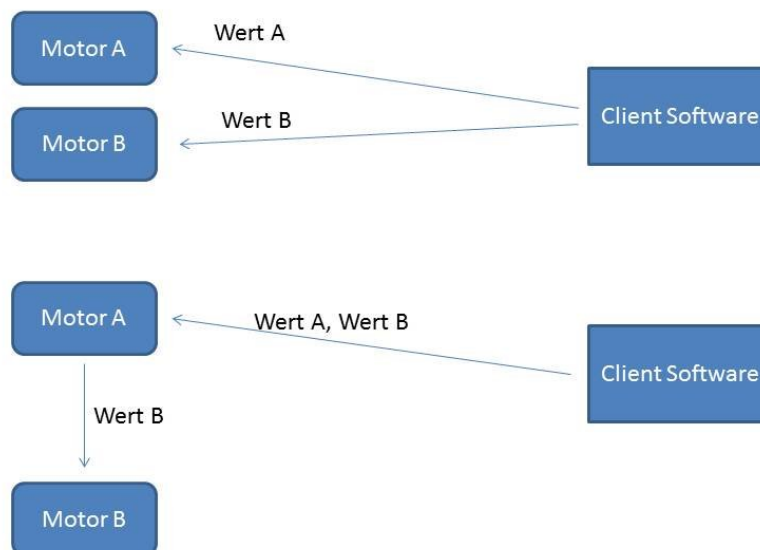 Motor A
Wert A
Client Software
Motor B
Wert B
Motor A
Wert A, Wert B
Client Software
Wert B
Motor B